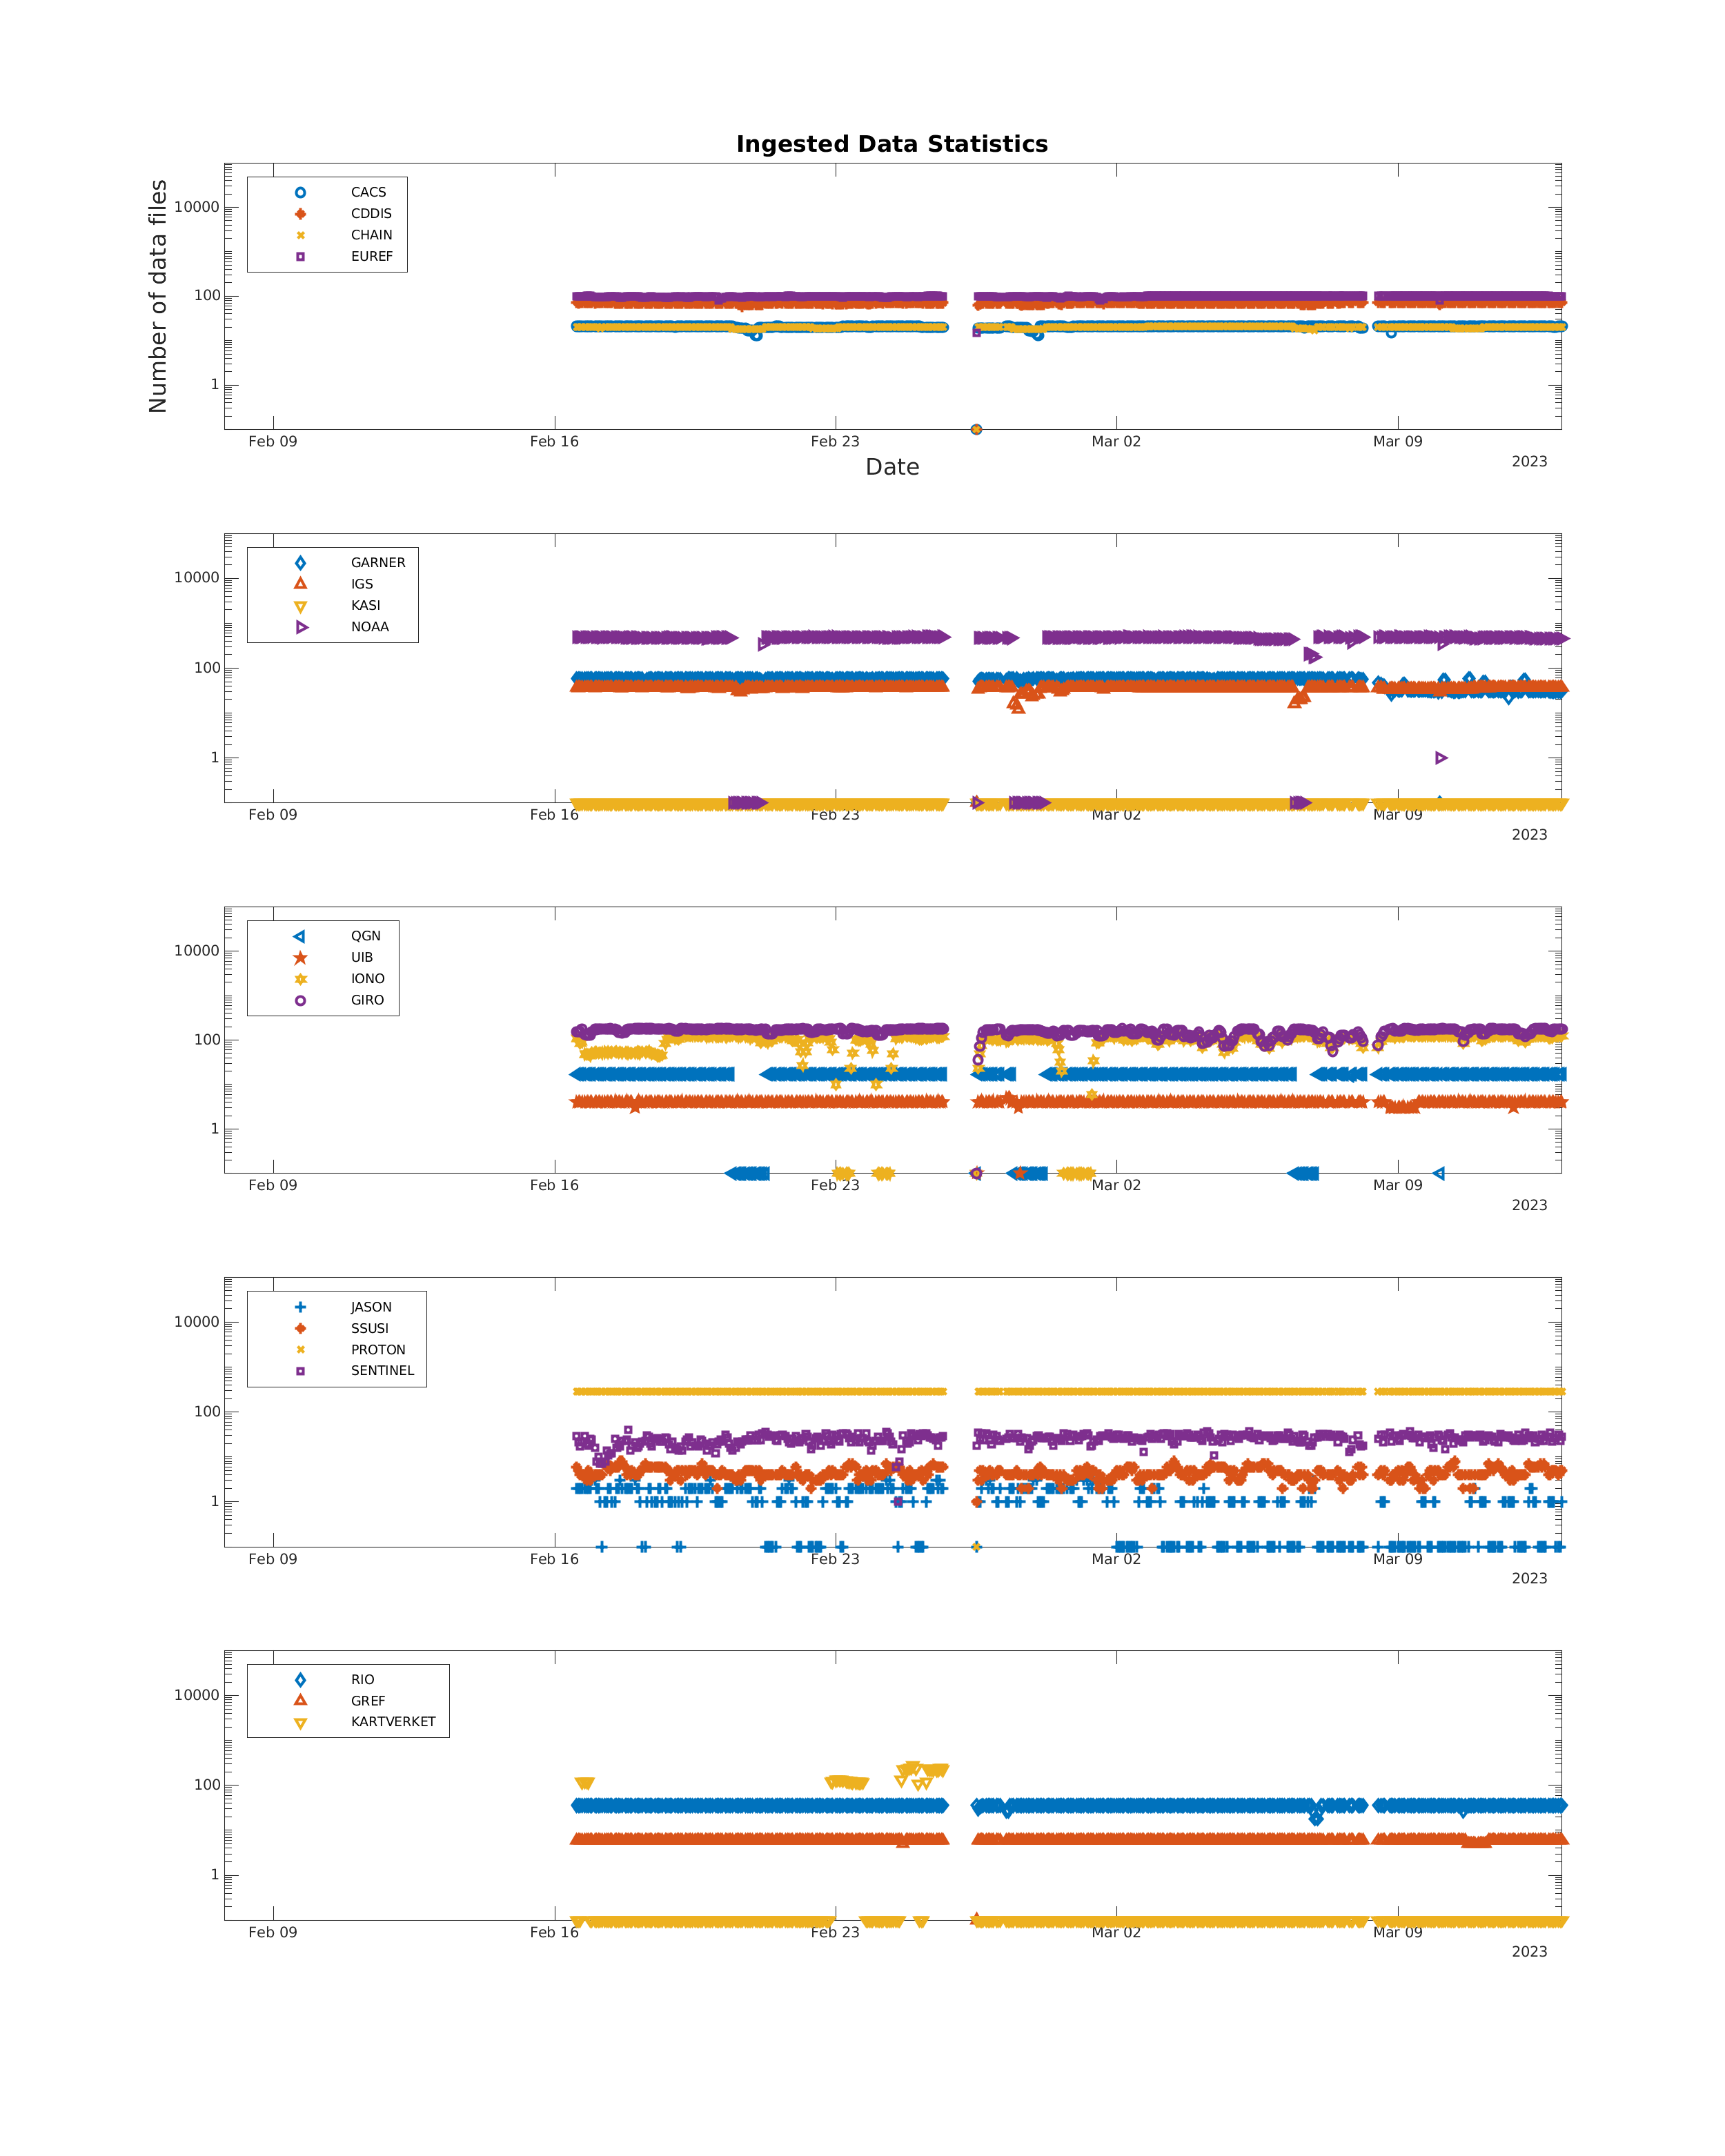 Ingested Data Statistics
Number of data files
10000
100
1
CACS
CDDIS
CHAIN
EUREF
Feb 09 Feb 16 Feb 23 Mar 02 Mar 09
Date
2023
10000
100
1
GARNER
IGS
KASI
NOAA
Feb 09 Feb 16 Feb 23 Mar 02 Mar 09
2023
10000
100
1
QGN
UIB
IONO
GIRO
Feb 09 Feb 16 Feb 23 Mar 02 Mar 09
2023
10000
100
1
JASON
SSUSI
PROTON
SENTINEL
Feb 09 Feb 16 Feb 23 Mar 02 Mar 09
2023
10000
100
1
RIO
GREF
KARTVERKET
Feb 09 Feb 16 Feb 23 Mar 02 Mar 09
2023